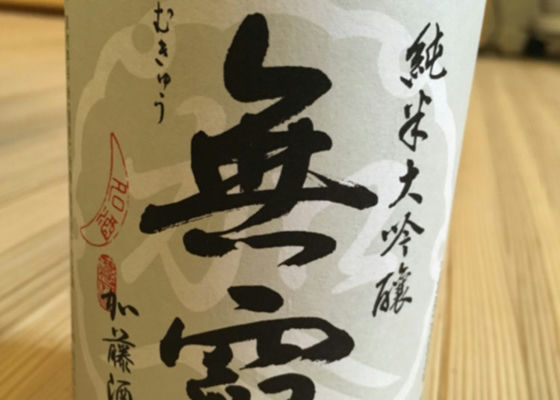 純米大吟醸
無
むきゅう
加藤酒